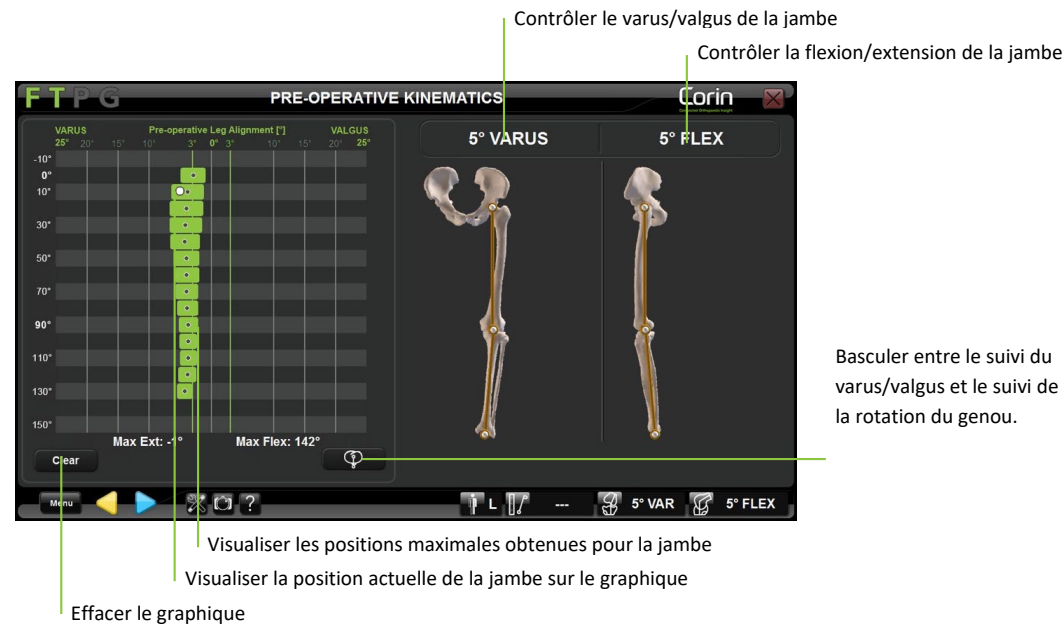 Contrôler le varus/valgus de la jambe
Contrôler la flexion/extension de la jambe
FTPG
PRE-OPERATIVE KINEMATICS
Corin
VARUS
Pre-operative Leg Alignment [°]
VALGUS
25° 20° 15° 10° 3° 0° 3° 10° 15° 20° 25°
-10°
0°
10°
30°
50°
70°
90°
110°
130°
150°
Max Ext: -1°
Max Flex: 142°
Clear
5° VARUS
5° FLEX
Basculer entre le suivi du
varus/valgus et le suivi de
la rotation du genou.
Menu
?
L
---
5° VAR
5° FLEX
Visualiser les positions maximales obtenues pour la jambe
Visualiser la position actuelle de la jambe sur le graphique
Effacer le graphique